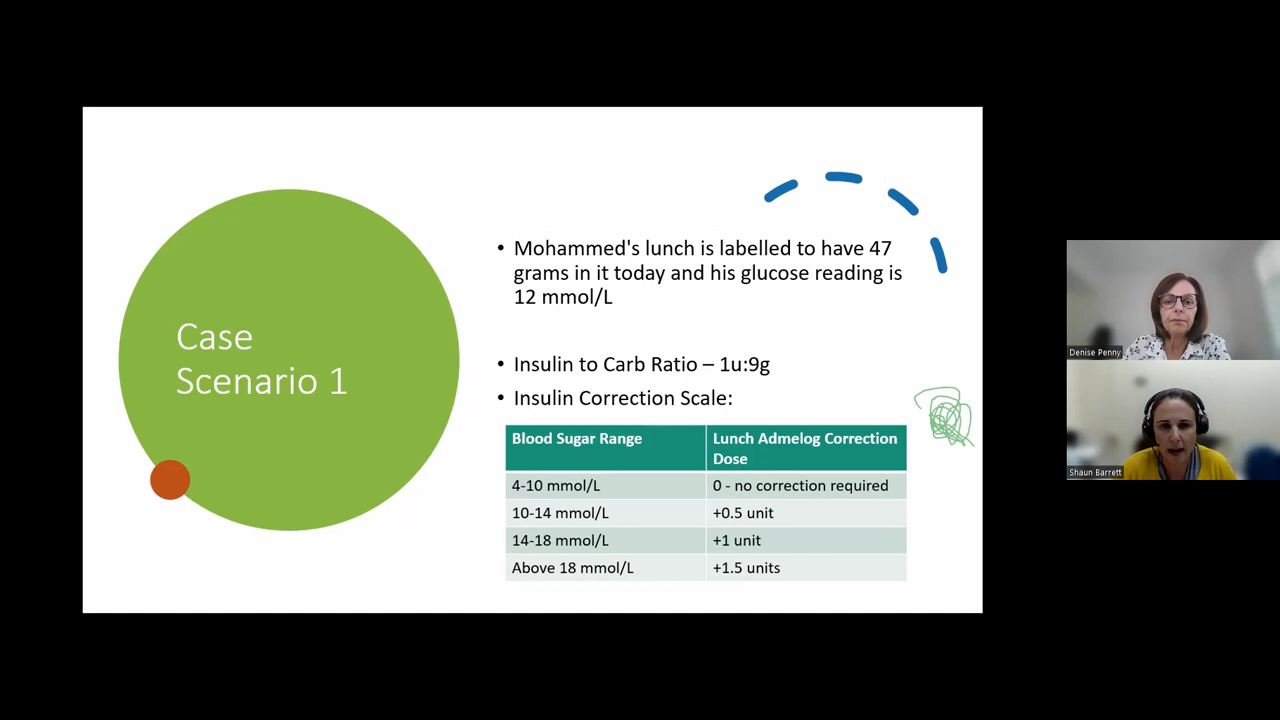 Case
Scenario 1
• Mohammed's lunch is labelled to have 47
grams in it today and his glucose reading is
12 mmol/L
• Insulin to Carb Ratio – 1u:9g
• Insulin Correction Scale:
Blood Sugar Range
Lunch Admelog Correction
Dose
4-10 mmol/L
0 - no correction required
10-14 mmol/L
+0.5 unit
14-18 mmol/L
+1 unit
Above 18 mmol/L
+1.5 units
Denise Penny
Shaun Barrett